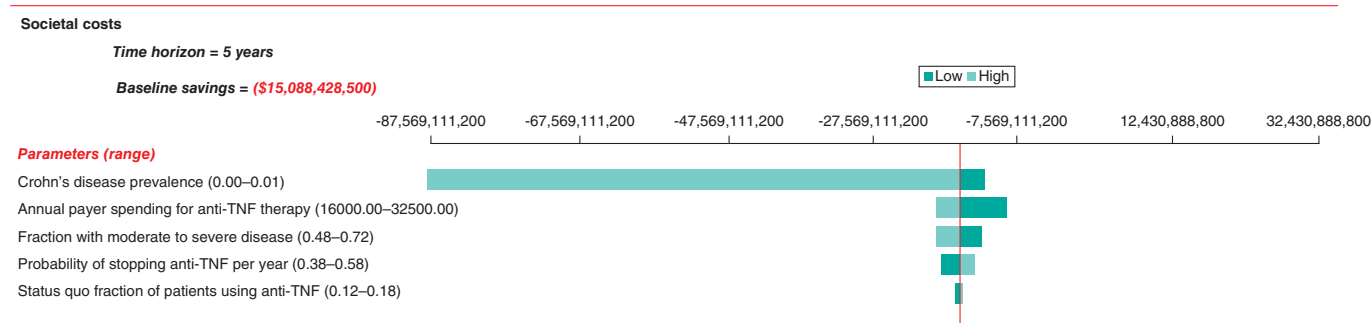 Societal costs
Time horizon = 5 years
Baseline savings = ($15,088,428,500)
Low High
-87,569,111,200 -67,569,111,200 -47,569,111,200 -27,569,111,200 -7,569,111,200 12,430,888,800 32,430,888,800
Parameters (range)
Crohn's disease prevalence (0.00–0.01)
Annual payer spending for anti-TNF therapy (16000.00–32500.00)
Fraction with moderate to severe disease (0.48–0.72)
Probability of stopping anti-TNF per year (0.38–0.58)
Status quo fraction of patients using anti-TNF (0.12–0.18)